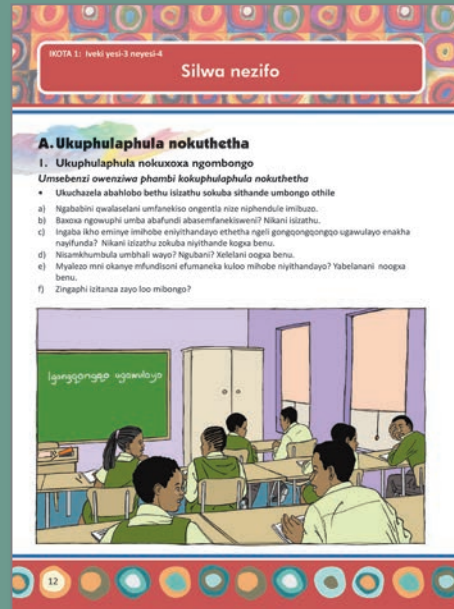 IKOTA 1: Iveki yesi-3 neyesi-4
Silwa nezifo
A. Ukuphulaphula nokuthetha
1. Ukuphulaphula nokuxoxa ngombongo
Umsebenzi owenziwa phambi kokuphulaphula nokuthetha
• Ukuchazela abahlobo bethu isizathu sokuba sithande umbongo othile
a) Ngababini qwalaselani umfanekiso ongentla nize niphendule imibuzo.
b) Baxoxa ngowuphi umba abafundi abasemfanekisweni? Nikani isizathu.
c) Ingaba ikho eminye imihobe eniyithandayo ethetha ngeli gongqongqongqo ugawulayo enakha
nayifunda? Nikani izizathu zokuba niyithande kogxa benu.
d) Nisamkhumbula umbhali wayo? Ngubani? Xelelani oogxa benu.
e) Myalezo mni okanye mfundisoni efumaneka kuloo mihobe niyithandayo? Yabelanani noogxa
benu.
f) Zingaphi izitanza zayo loo mibongo?
Igongqongqo ugawulayo
12